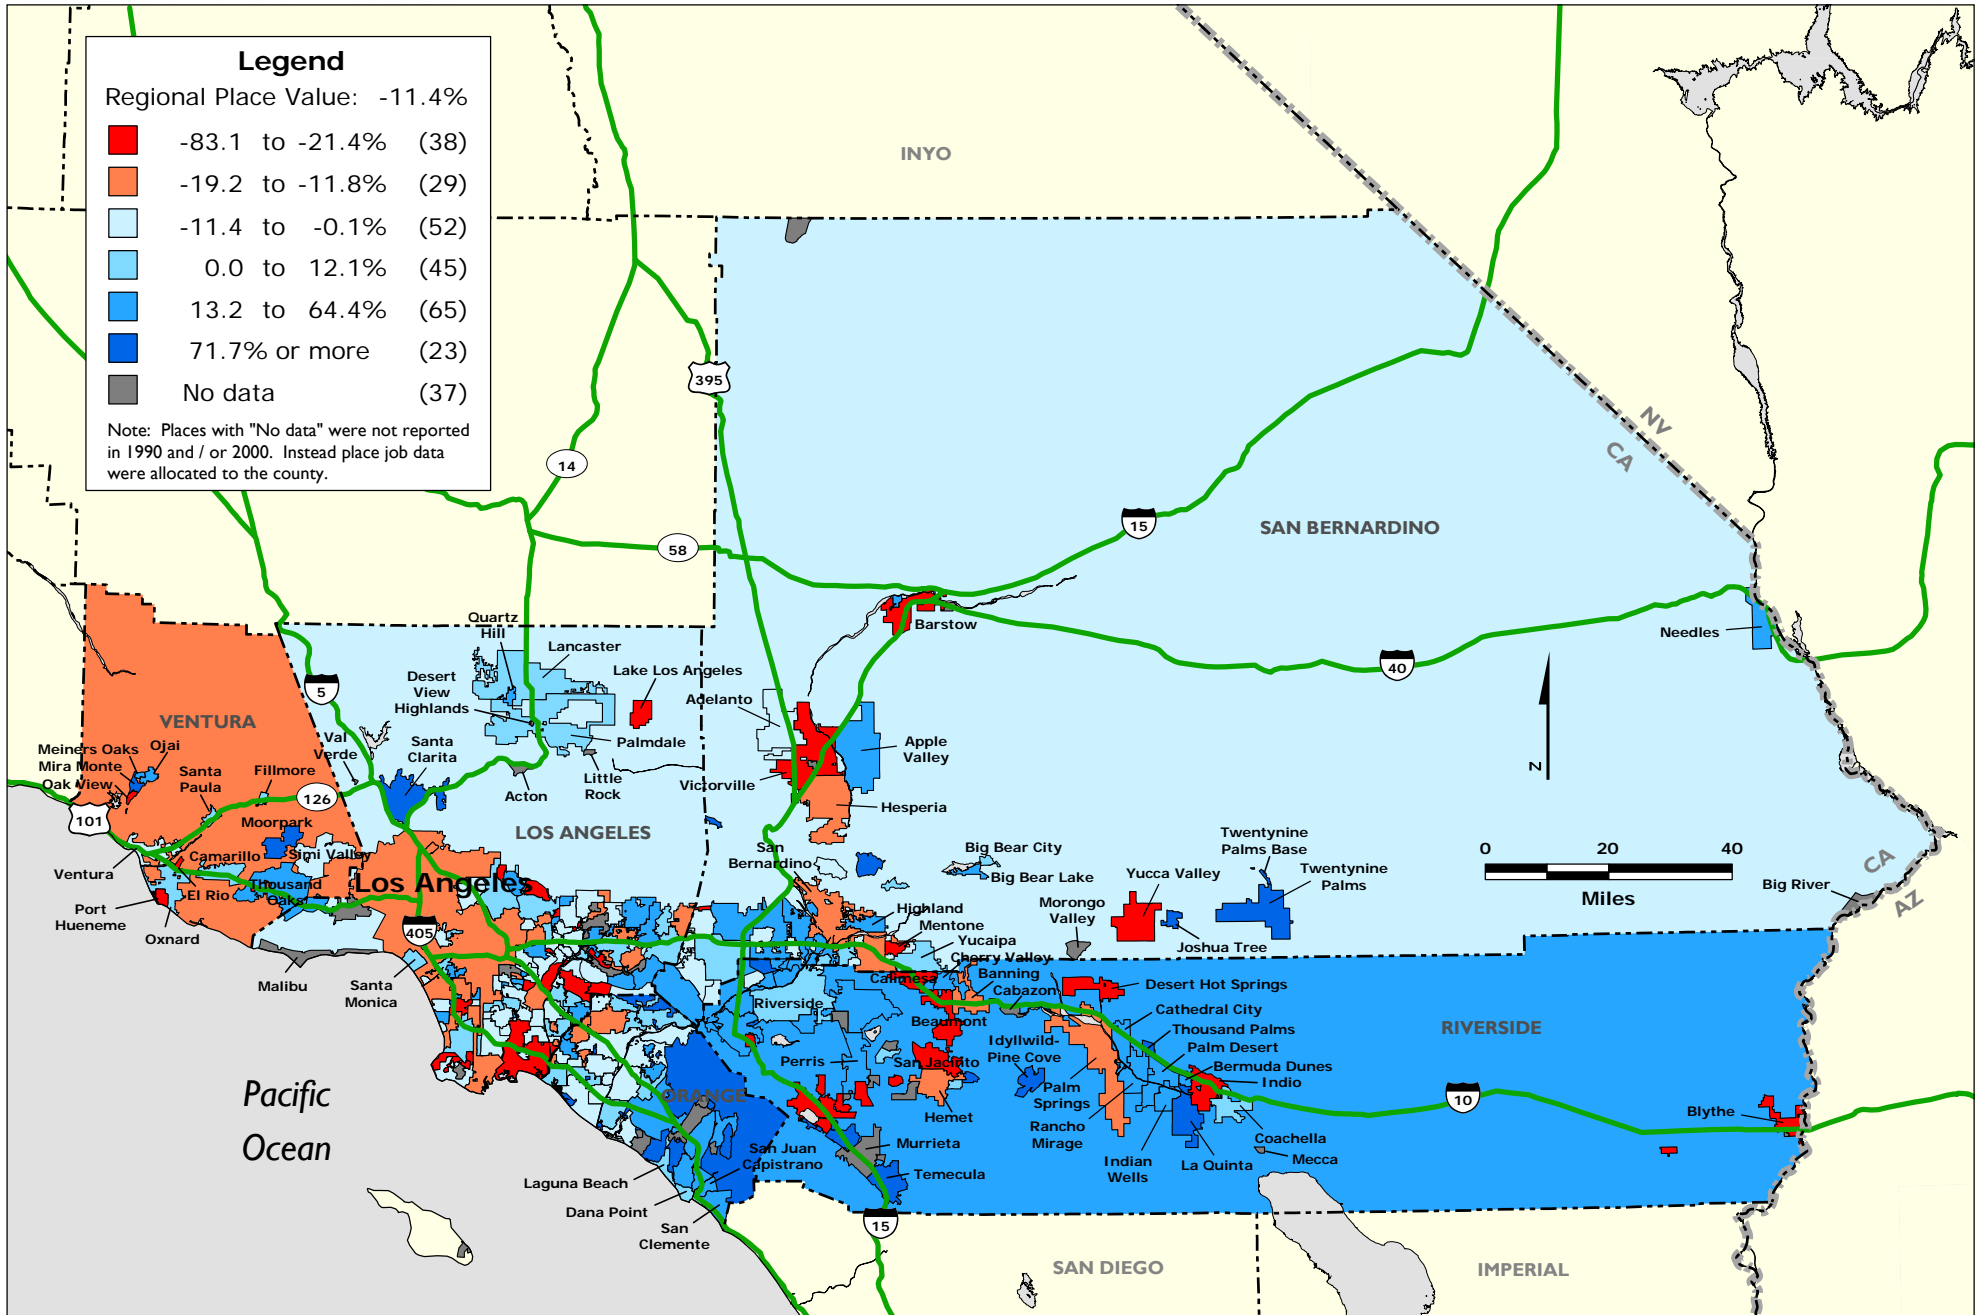 Legend
Regional Place Value: -11.4%
-83.1 to -21.4% (38)
-19.2 to -11.8% (29)
-11.4 to -0.1% (52)
0.0 to 12.1% (45)
13.2 to 64.4% (65)
71.7% or more (23)
No data (37)
Note: Places with "No data" were not reported
in 1990 and / or 2000. Instead place job data
were allocated to the county.
INYO
395
14
58
15
NV
CA
SAN BERNARDINO
Barstow
Needles
40
Quartz
Hill
Lancaster
Lake Los Angeles
Desert
View
Highlands
Adelanto
5
VENTURA
Val
Verde
Santa
Clarita
Palmdale
Apple
Valley
Meiners Oaks
Ojai
Mira Monte
Oak View
Santa
Paula
Fillmore
126
Acton
Little
Rock
Victorville
Hesperia
N
101
Moorpark
LOS ANGELES
Camarillo
Simi Valley
Ventura
El Rio
Thousand
Oaks
Los Angeles
San
Bernardino
Big Bear City
Big Bear Lake
Twentynine
Palms Base
Twentynine
Palms
Yucca Valley
0 20 40
Miles
CA
AZ
Big River
Port
Hueneme
Oxnard
405
Highland
Mentone
Yucaipa
Cherry Valley
Morongo
Valley
Joshua Tree
Malibu
Santa
Monica
Calimesa
Banning
Cabazon
Desert Hot Springs
Riverside
Beaumont
Cathedral City
Thousand Palms
Palm Desert
Bermuda Dunes
Indio
RIVERSIDE
Idyllwild-
Pine Cove
Perris
San Jacinto
Palm
Springs
Pacific
Ocean
ORANGE
Hemet
Rancho
Mirage
10
Blythe
San Juan
Capistrano
Murrieta
Temecula
Indian
Wells
La Quinta
Coachella
Mecca
Laguna Beach
Dana Point
San
Clemente
15
SAN DIEGO
IMPERIAL